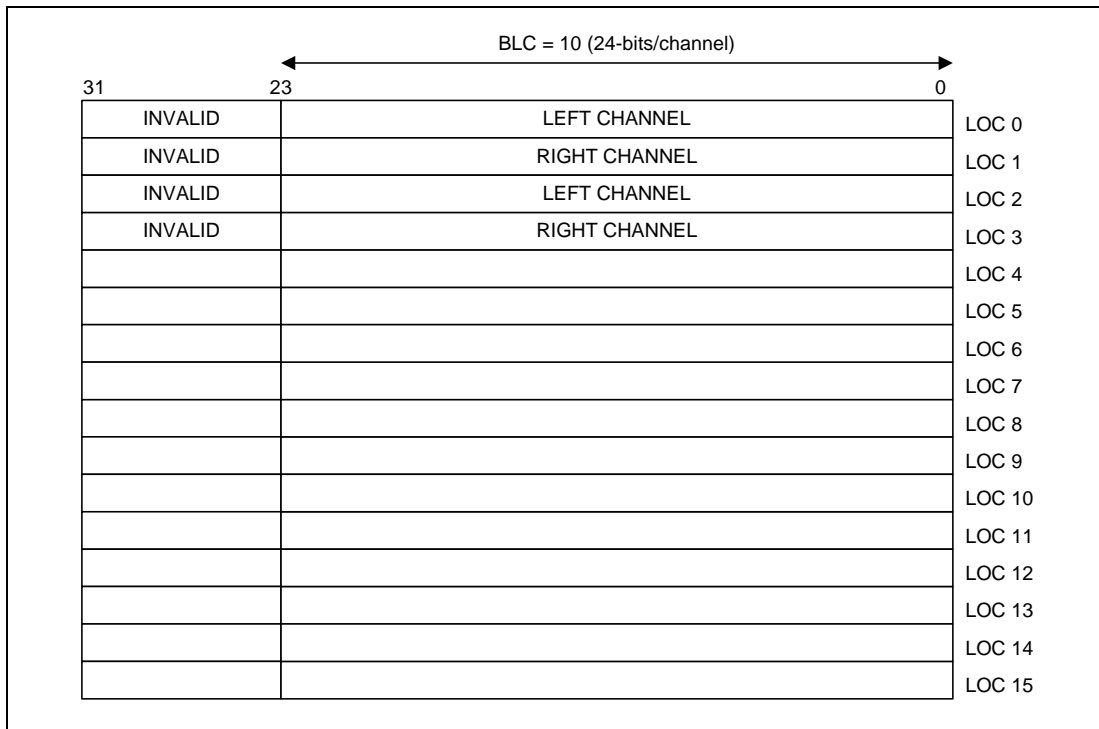 BLC = 10 (24-bits/channel)
31 23 0
INVALID LEFT CHANNEL LOC 0
INVALID RIGHT CHANNEL LOC 1
INVALID LEFT CHANNEL LOC 2
INVALID RIGHT CHANNEL LOC 3
LOC 4
LOC 5
LOC 6
LOC 7
LOC 8
LOC 9
LOC 10
LOC 11
LOC 12
LOC 13
LOC 14
LOC 15